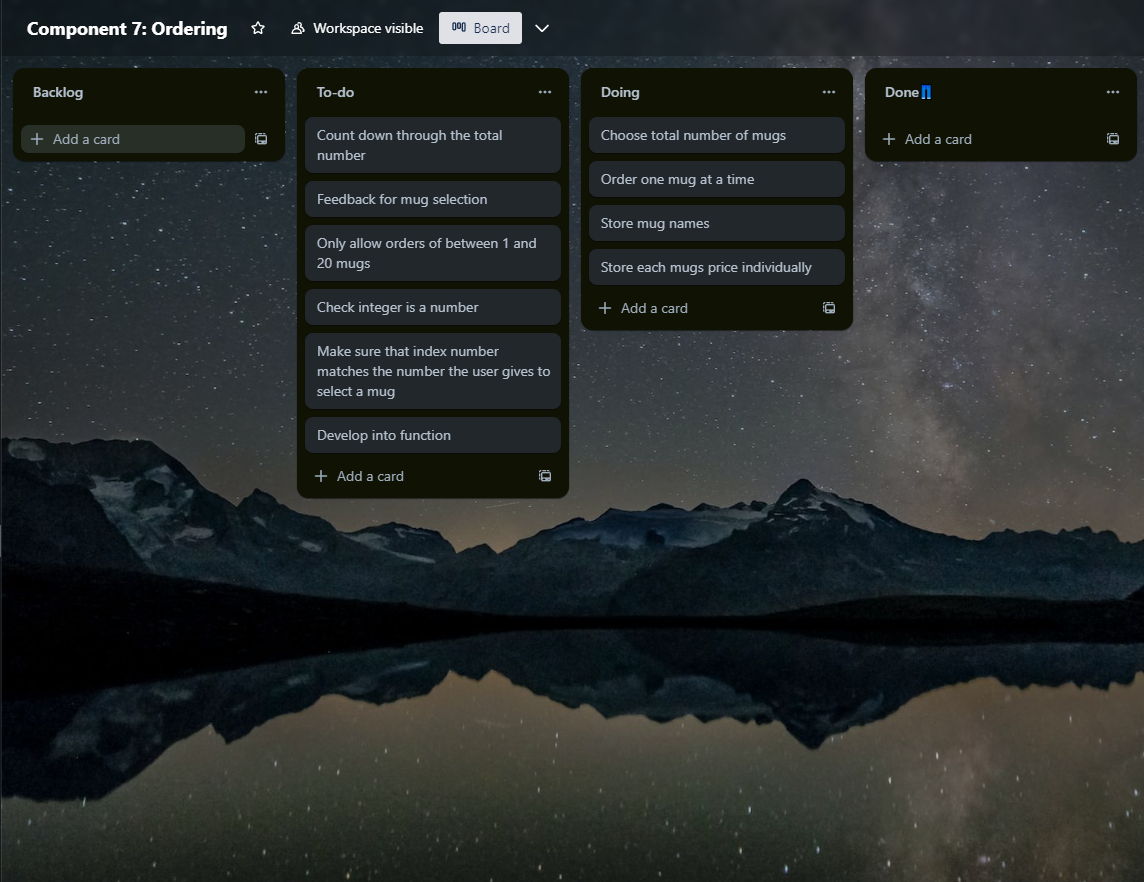 Component 7: Ordering
Workspace visible
Board
Backlog
Add a card
To-do
Count down through the total
number
Feedback for mug selection
Only allow orders of between 1 and
20 mugs
Check integer is a number
Make sure that index number
matches the number the user gives to
select a mug
Develop into function
Add a card
Doing
Choose total number of mugs
Order one mug at a time
Store mug names
Store each mugs price individually
Add a card
Done👖
Add a card